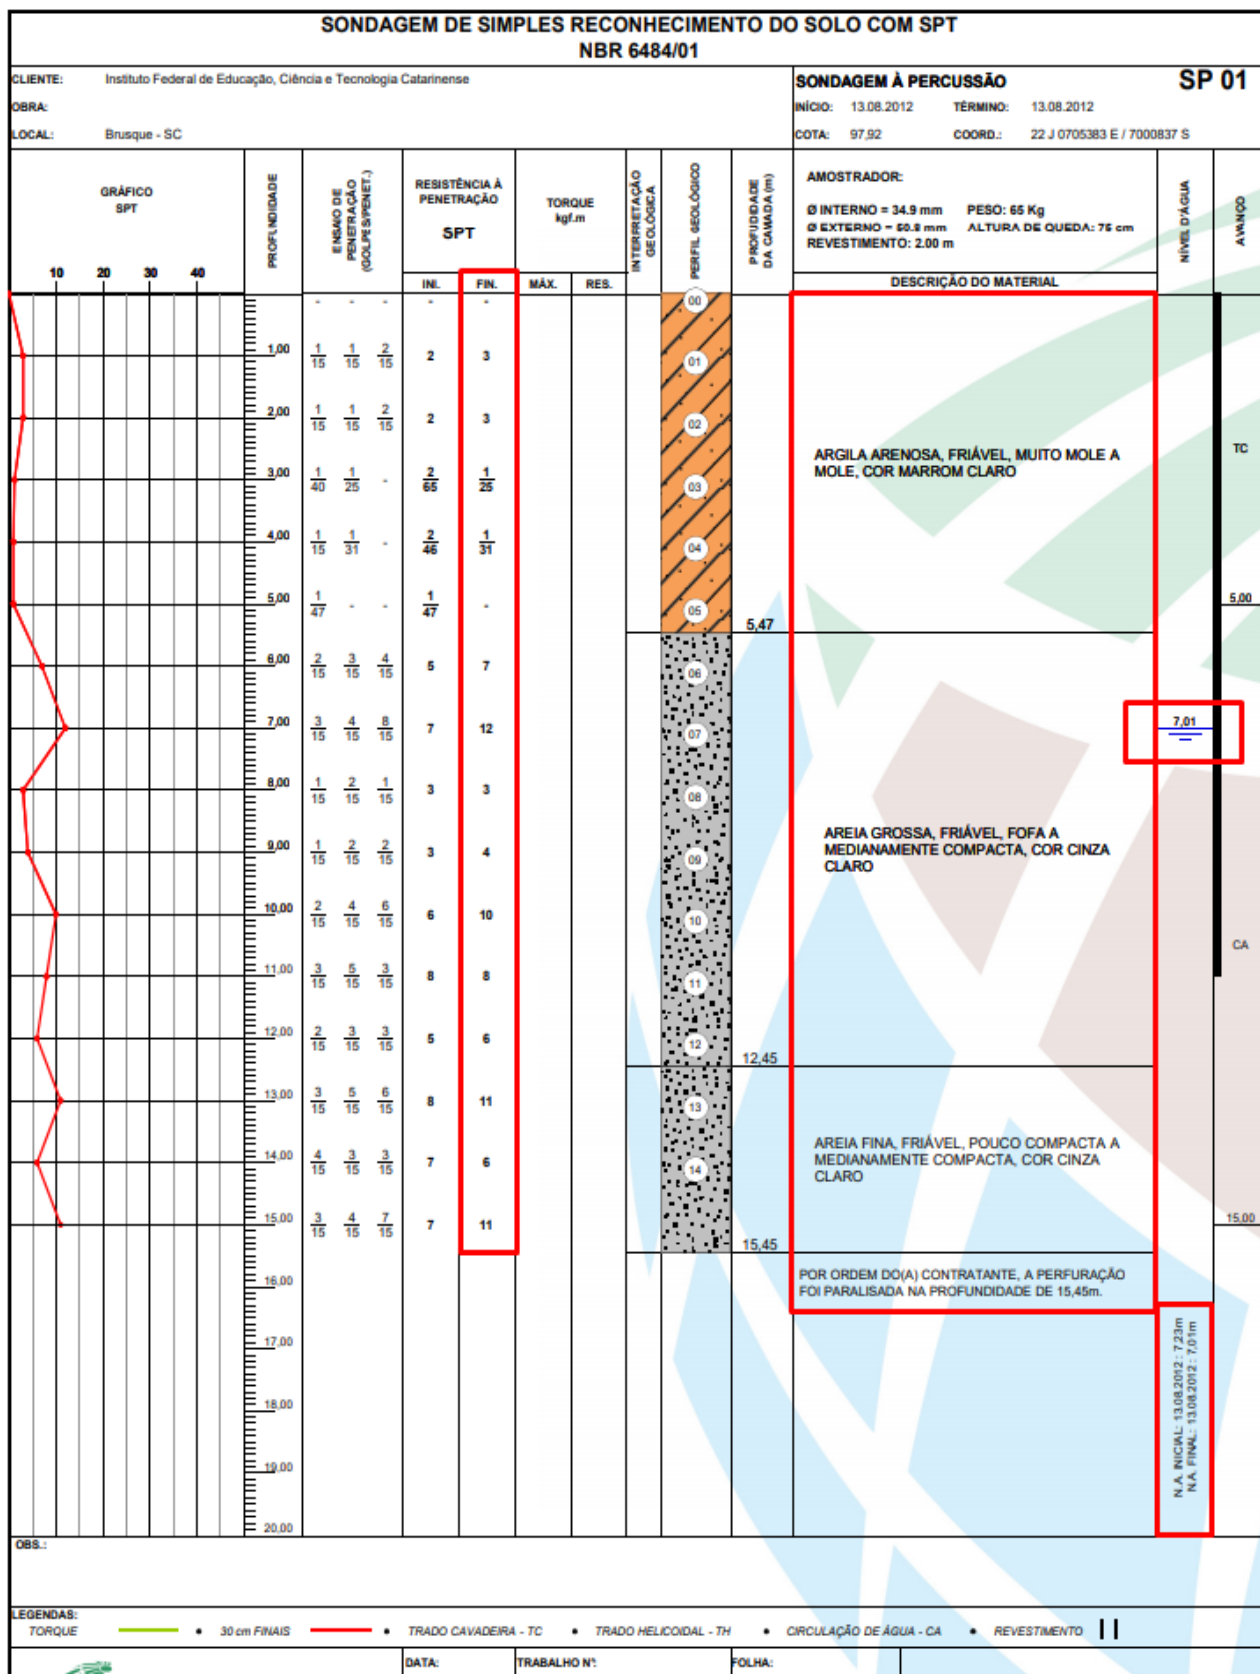 SONDAGEM DE SIMPLES RECONHECIMENTO DO SOLO COM SPT
NBR 6484/01
CLIENTE: Instituto Federal de Educação, Ciência e Tecnologia Catarinense
OBRA:
LOCAL: Brusque - SC
SONDAGEM À PERCUSSÃO SP 01
INÍCIO: 13.08.2012 TÉRMINO: 13.08.2012
COTA: 97,92 COORD.: 22 J 0705383 E / 7000837 S
GRÁFICO
SPT
10 20 30 40
PROFUNDIDADE
ENSAIO DE
PENETRAÇÃO
(GOLPES/PENET.)
RESISTÊNCIA À
PENETRAÇÃO
SPT
INI. FIN.
TORQUE
kgf.m
MÁX. RES.
INTERPRETAÇÃO
GEOLÓGICA
PERFIL GEOLÓGICO
PROFUDIDADE
DA CAMADA (m)
AMOSTRADOR:
Ø INTERNO = 34.9 mm PESO: 65 Kg
Ø EXTERNO = 50.8 mm ALTURA DE QUEDA: 75 cm
REVESTIMENTO: 2.00 m
DESCRIÇÃO DO MATERIAL
NÍVEL D'ÁGUA
AVANÇO
- - - - - 00
1,00 1/15 1/15 2/15 2 3 01
2,00 1/15 1/15 2/15 2 3 02
3,00 1/40 1/25 - 2/65 1/25 03
4,00 1/15 1/31 - 2/46 1/31 04
5,00 1/47 - - 1/47 - 05
5,47
6,00 2/15 3/15 4/15 5 7 06
7,00 3/15 4/15 8/15 7 12 07
8,00 1/15 2/15 1/15 3 3 08
9,00 1/15 2/15 2/15 3 4 09
10,00 2/15 4/15 6/15 6 10 10
11,00 3/15 5/15 3/15 8 8 11
12,00 2/15 3/15 3/15 5 6 12
12,45
13,00 3/15 5/15 6/15 8 11 13
14,00 4/15 3/15 3/15 7 6 14
15,00 3/15 4/15 7/15 7 11
15,45
16,00
17,00
18,00
19,00
20,00
ARGILA ARENOSA, FRIÁVEL, MUITO MOLE A
MOLE, COR MARROM CLARO
AREIA GROSSA, FRIÁVEL, FOFA A
MEDIANAMENTE COMPACTA, COR CINZA
CLARO
AREIA FINA, FRIÁVEL, POUCO COMPACTA A
MEDIANAMENTE COMPACTA, COR CINZA
CLARO
POR ORDEM DO(A) CONTRATANTE, A PERFURAÇÃO
FOI PARALISADA NA PROFUNDIDADE DE 15,45m.
7,01
N.A. INICIAL: 13.08.2012 : 7,23m
N.A. FINAL: 13.08.2012 : 7,01m
TC
5,00
CA
15,00
OBS.:
LEGENDAS:
TORQUE • 30 cm FINAIS • TRADO CAVADEIRA - TC • TRADO HELICOIDAL - TH • CIRCULAÇÃO DE ÁGUA - CA • REVESTIMENTO
DATA: TRABALHO Nº: FOLHA: